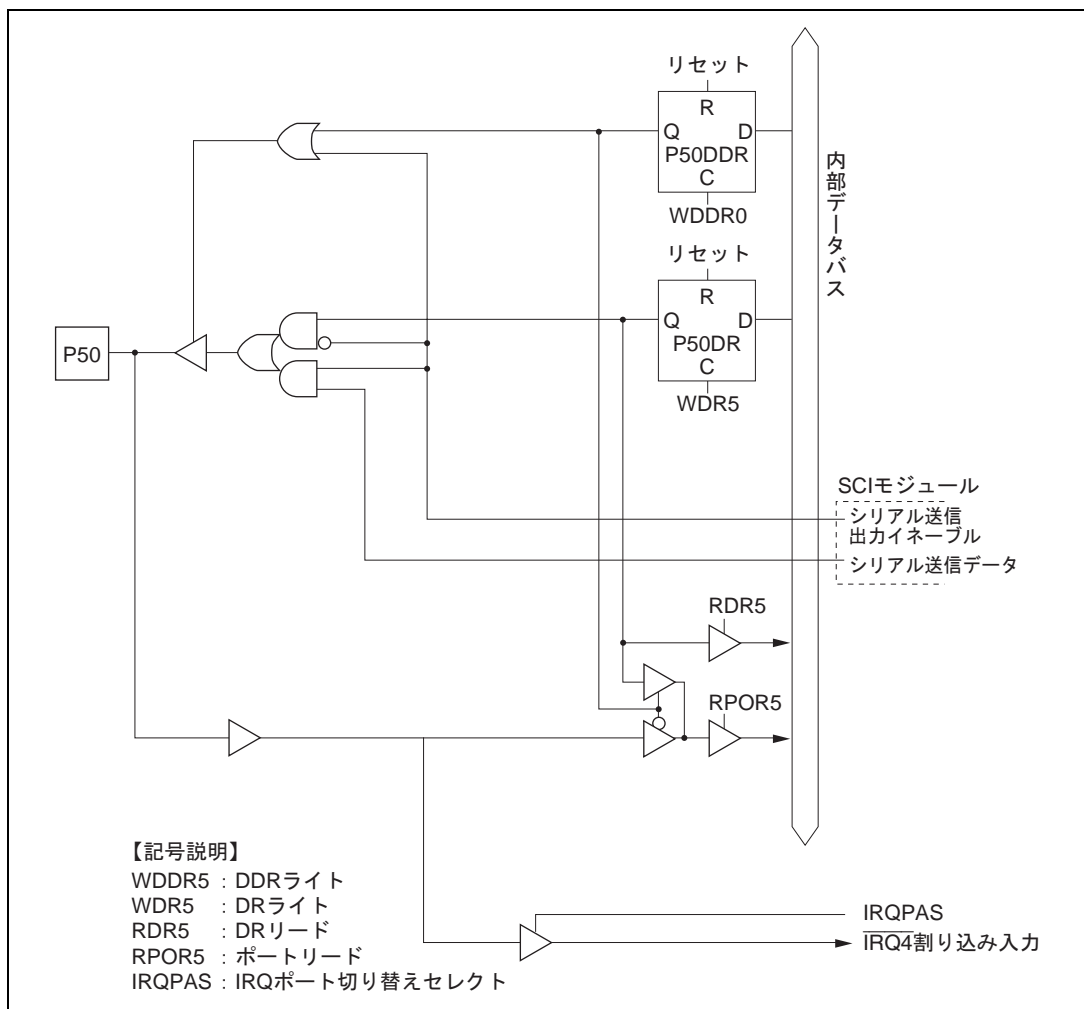 リセット
R
Q D
P50DDR
C
WDDR0
内部データバス
リセット
R
Q D
P50DR
C
WDR5
P50
SCIモジュール
シリアル送信
出力イネーブル
シリアル送信データ
RDR5
RPOR5
【記号説明】
WDDR5 : DDRライト
WDR5 : DRライト
RDR5 : DRリード
RPOR5 : ポートリード
IRQPAS : IRQポート切り替えセレクト
IRQPAS
IRQ4割り込み入力